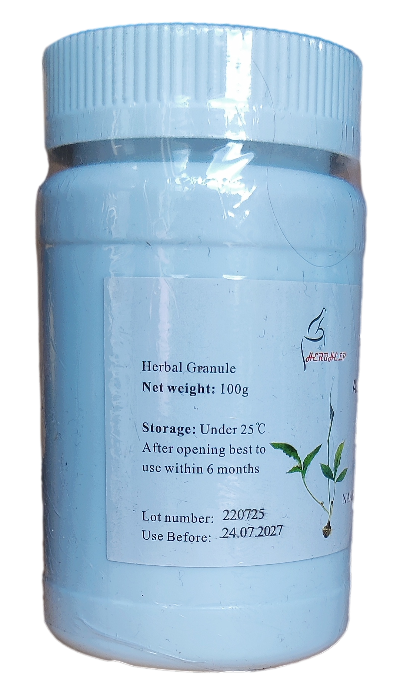 Herbal Granule
Net weight: 100g
Storage: Under 25℃
After opening best to
use within 6 months
Lot number: 220725
Use Before: 24.07.2027